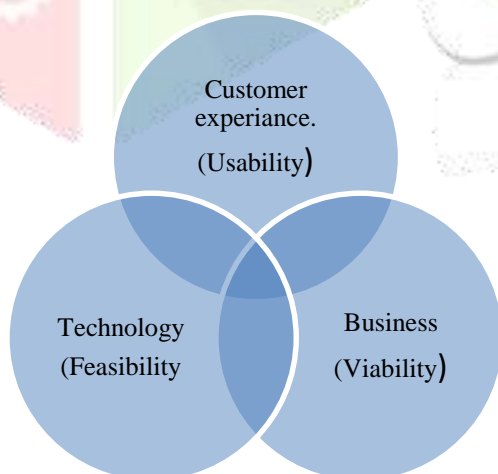 Customer
experiance.
(Usability)
Technology
(Feasibility
Business
(Viability)